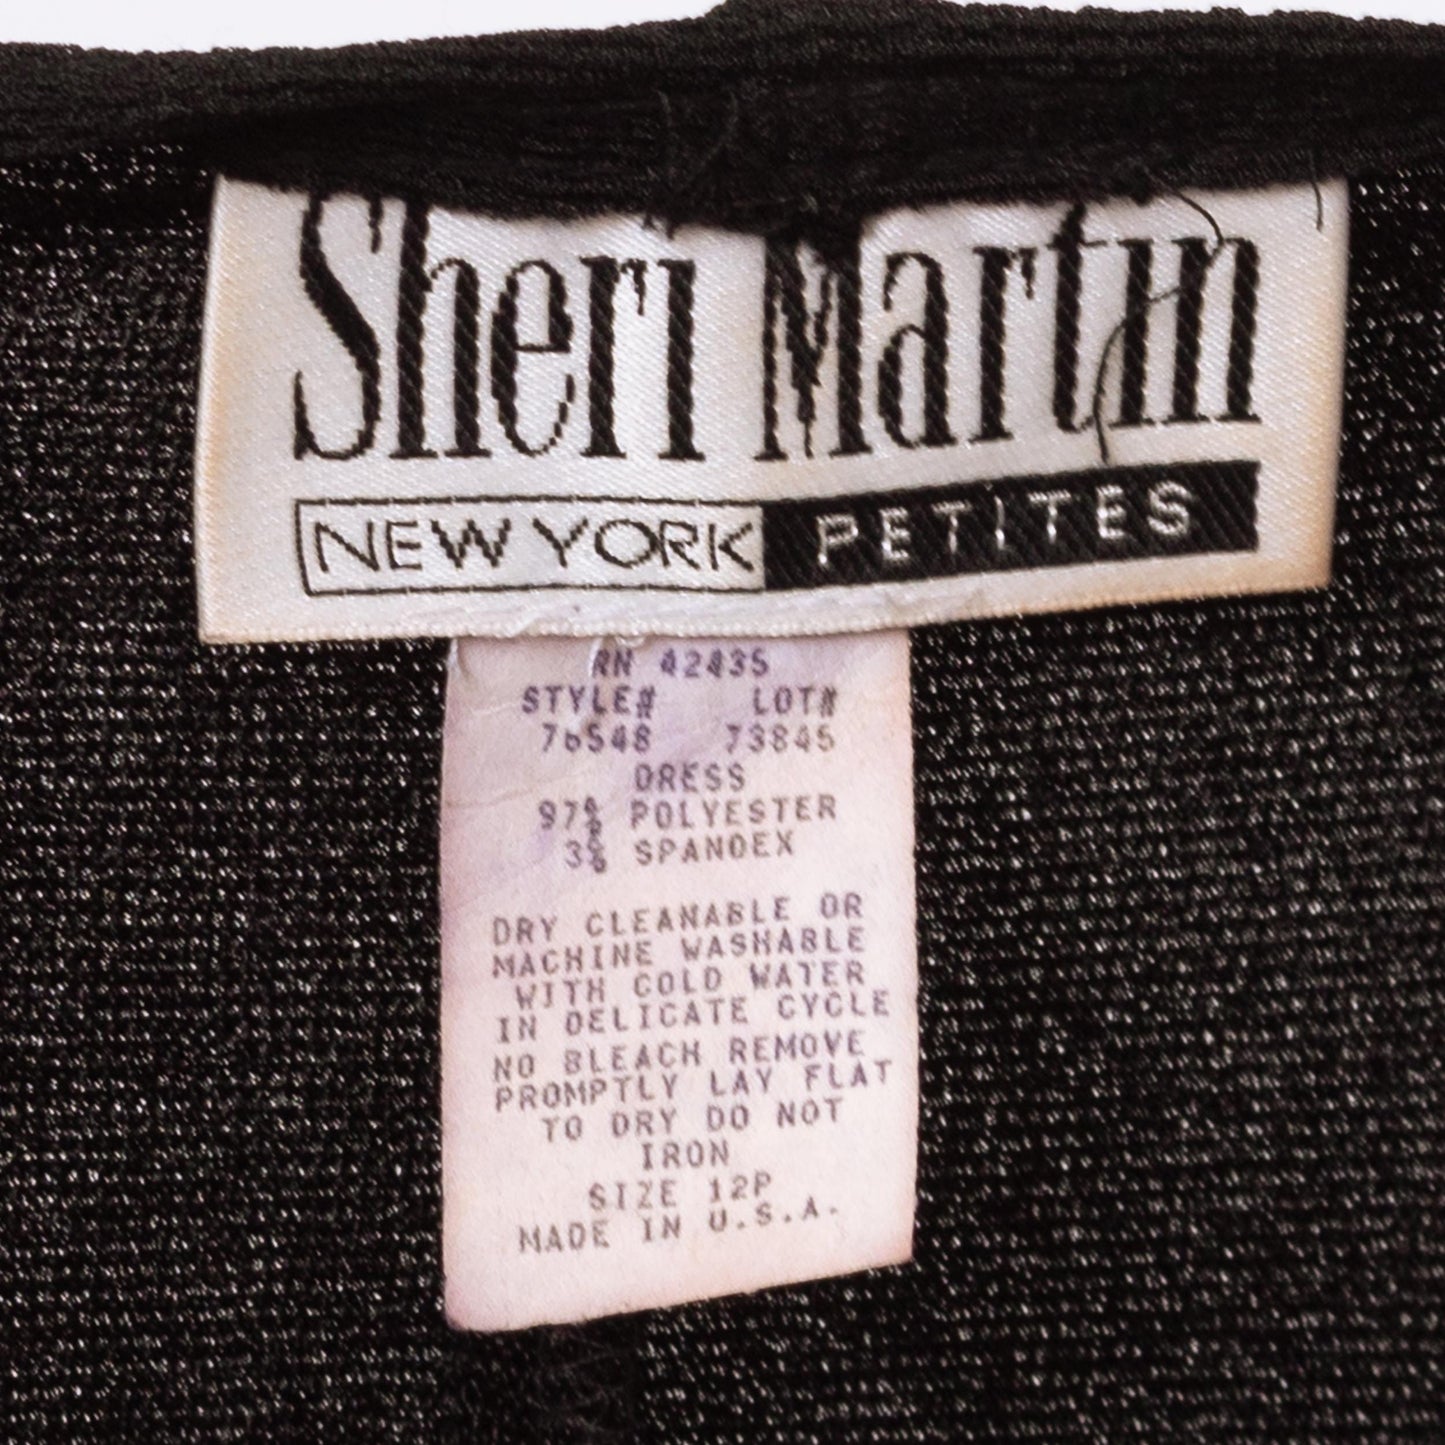 Sheri Martin
NEW YORK PETITES
RN 42435
STYLE# LOT#
76548 73845
DRESS
97% POLYESTER
3% SPANDEX
DRY CLEANABLE OR
MACHINE WASHABLE
WITH COLD WATER
IN DELICATE CYCLE
NO BLEACH REMOVE
PROMPTLY LAY FLAT
TO DRY DO NOT
IRON
SIZE 12P
MADE IN U.S.A.